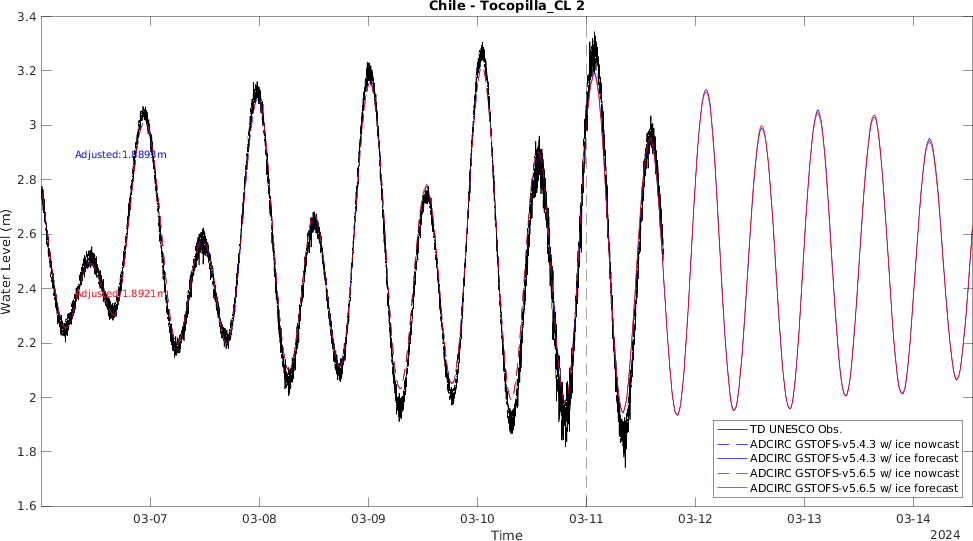 Chile - Tocopilla_CL 2
3.4
3.2
3
2.8
2.6
2.4
2.2
2
1.8
1.6
Water Level (m)
Adjusted:1.8893m
Adjusted:1.8921m
TD UNESCO Obs.
ADCIRC GSTOFS-v5.4.3 w/ ice nowcast
ADCIRC GSTOFS-v5.4.3 w/ ice forecast
ADCIRC GSTOFS-v5.6.5 w/ ice nowcast
ADCIRC GSTOFS-v5.6.5 w/ ice forecast
03-07
03-08
03-09
03-10
03-11
03-12
03-13
03-14
Time
2024